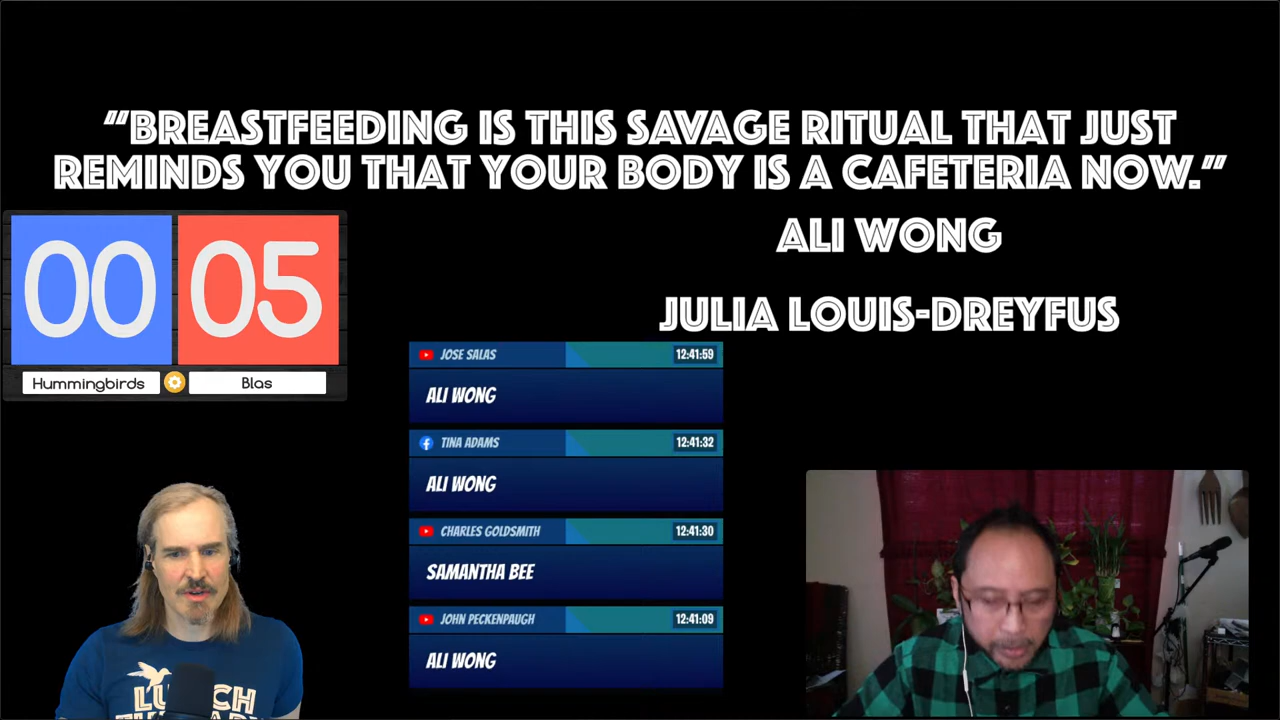 “BREASTFEEDING IS THIS SAVAGE RITUAL THAT JUST
REMINDS YOU THAT YOUR BODY IS A CAFETERIA NOW.”
ALI WONG
JULIA LOUIS-DREYFUS
00 05
Hummingbirds Blas
JOSE SALAS 12:41:59
ALI WONG
TINA ADAMS 12:41:32
ALI WONG
CHARLES GOLDSMITH 12:41:30
SAMANTHA BEE
JOHN PECKENPAUGH 12:41:09
ALI WONG